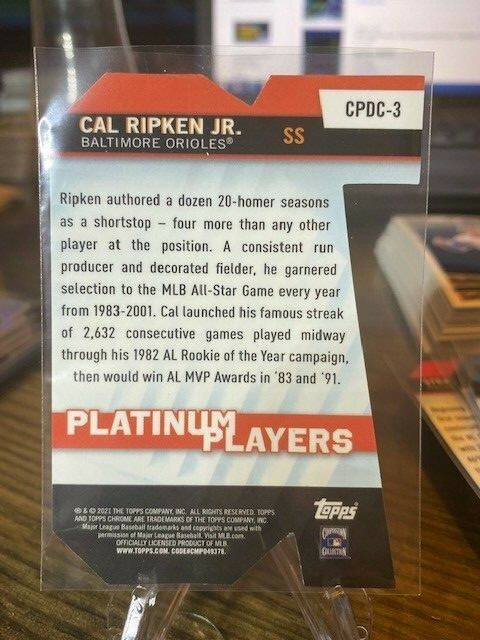 CPDC-3
CAL RIPKEN JR.
SS
BALTIMORE ORIOLES®
Ripken authored a dozen 20-homer seasons
as a shortstop – four more than any other
player at the position. A consistent run
producer and decorated fielder, he garnered
selection to the MLB All-Star Game every year
from 1983-2001. Cal launched his famous streak
of 2,632 consecutive games played midway
through his 1982 AL Rookie of the Year campaign,
then would win AL MVP Awards in '83 and '91.
PLATINUM
PLAYERS
® & © 2021 THE TOPPS COMPANY, INC. ALL RIGHTS RESERVED. TOPPS
AND TOPPS CHROME ARE TRADEMARKS OF THE TOPPS COMPANY, INC.
Major League Baseball trademarks and copyrights are used with
permission of Major League Baseball. Visit MLB.com.
OFFICIALLY LICENSED PRODUCT OF MLB.
WWW.TOPPS.COM. CODE#CMP049378.
topps®
COOPERSTOWN
COLLECTION